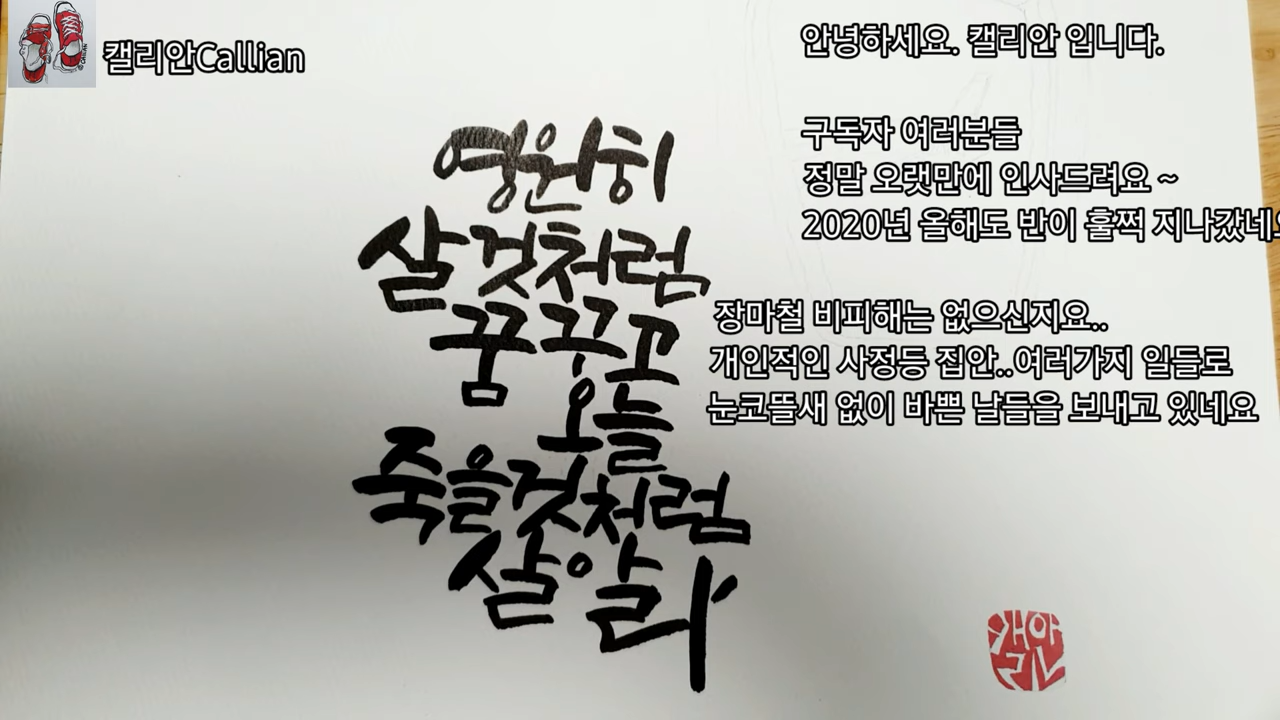 캘리안Callian
안녕하세요. 캘리안 입니다.
구독자 여러분들
정말 오랫만에 인사드려요 ~
2020년 올해도 반이 훌쩍 지나갔네요
장마철 비피해는 없으신지요..
개인적인 사정등 집안..여러가지 일들로
눈코뜰새 없이 바쁜 날들을 보내고 있네요
영원히
살것처럼
꿈꾸고
오늘
죽을것처럼
살아라